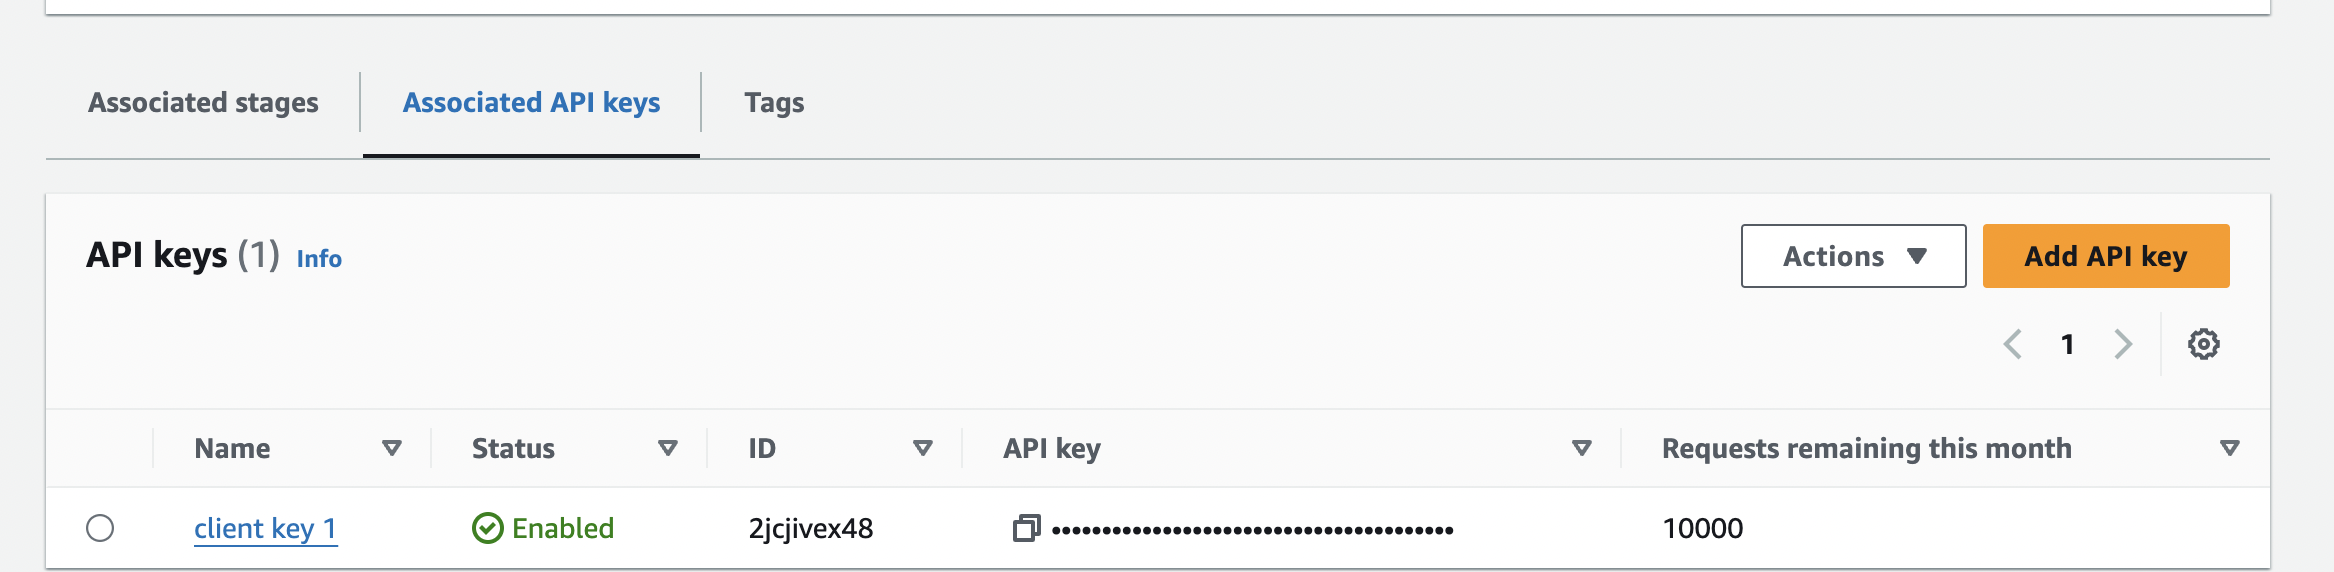 Associated stages
Associated API keys
Tags
API keys (1) Info
Actions
Add API key
1
Name Status ID API key Requests remaining this month
client key 1 Enabled 2jcjivex48 •••••••••••••••••••••••••••••••••••••••• 10000